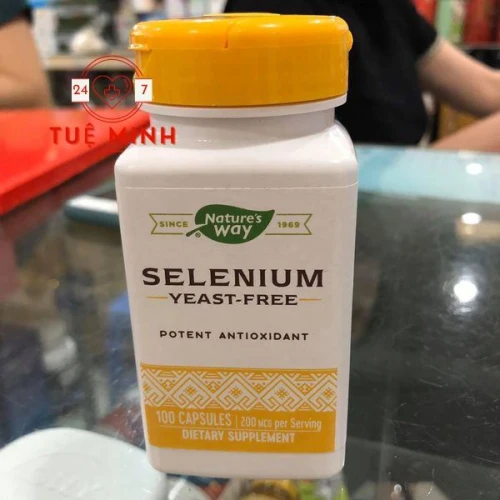 24 7
TUỆ MINH
SINCE Nature's Way ® 1969
SELENIUM
YEAST-FREE
POTENT ANTIOXIDANT
100 CAPSULES | 200 MCG per Serving
DIETARY SUPPLEMENT